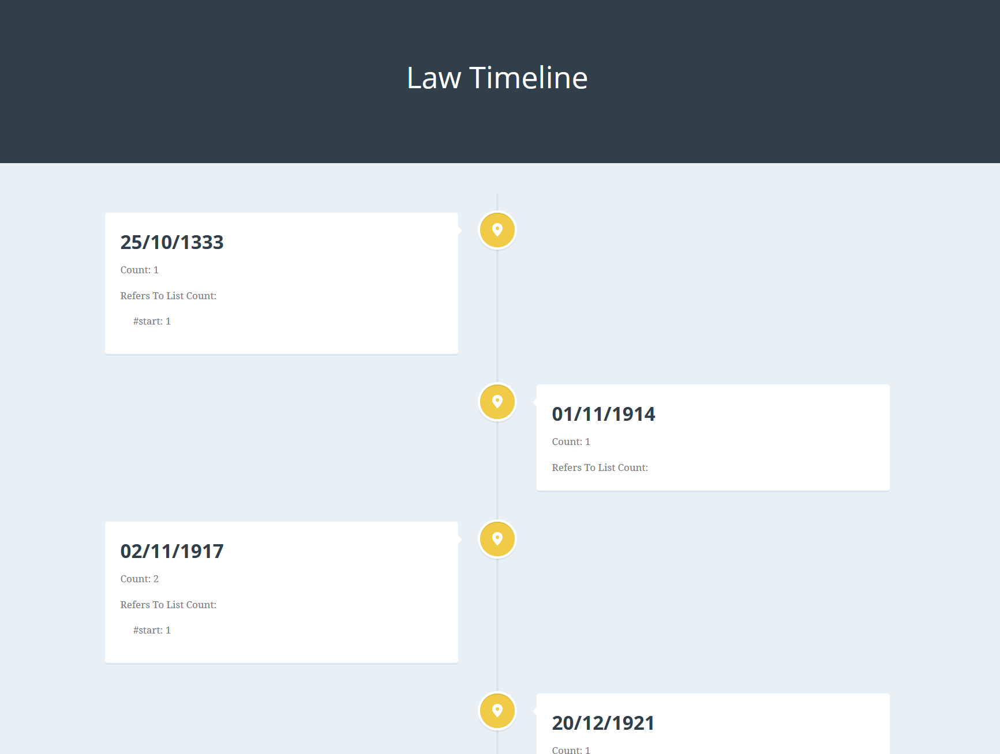 Law Timeline
25/10/1333
Count: 1
Refers To List Count:
#start: 1
01/11/1914
Count: 1
Refers To List Count:
02/11/1917
Count: 2
Refers To List Count:
#start: 1
20/12/1921
Count: 1